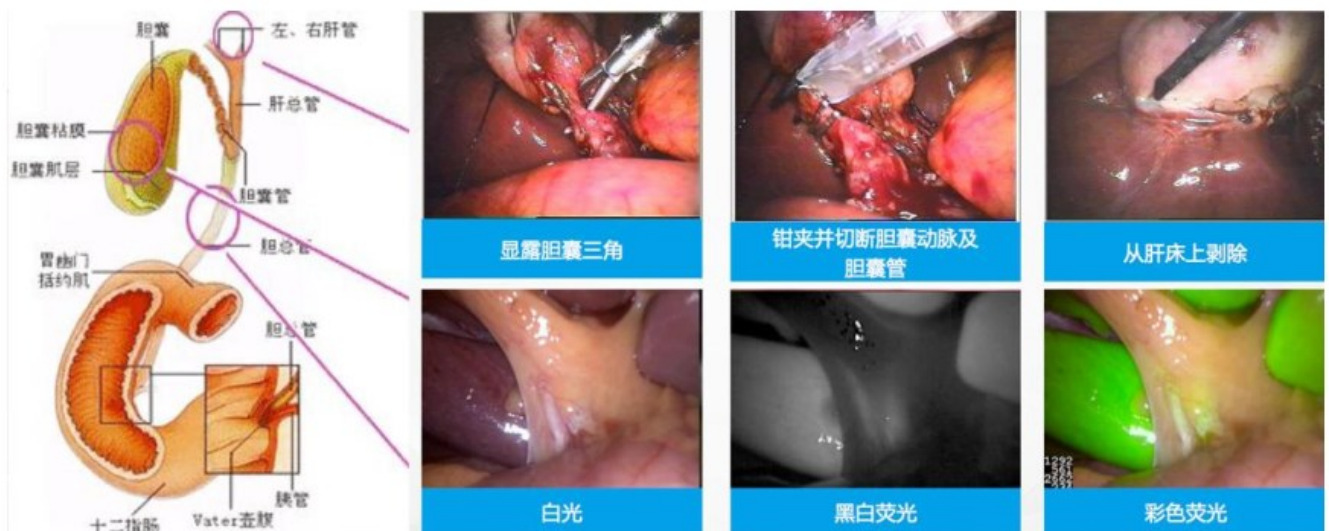 胆囊
左、右肝管
肝总管
胆囊粘膜
胆囊肌层
胆囊管
胆总管
胃幽门
括约肌
胆总管
胰管
十二指肠
Vater壶腹
显露胆囊三角
钳夹并切断胆囊动脉及
胆囊管
从肝床上剥除
白光
黑白荧光
彩色荧光
1292